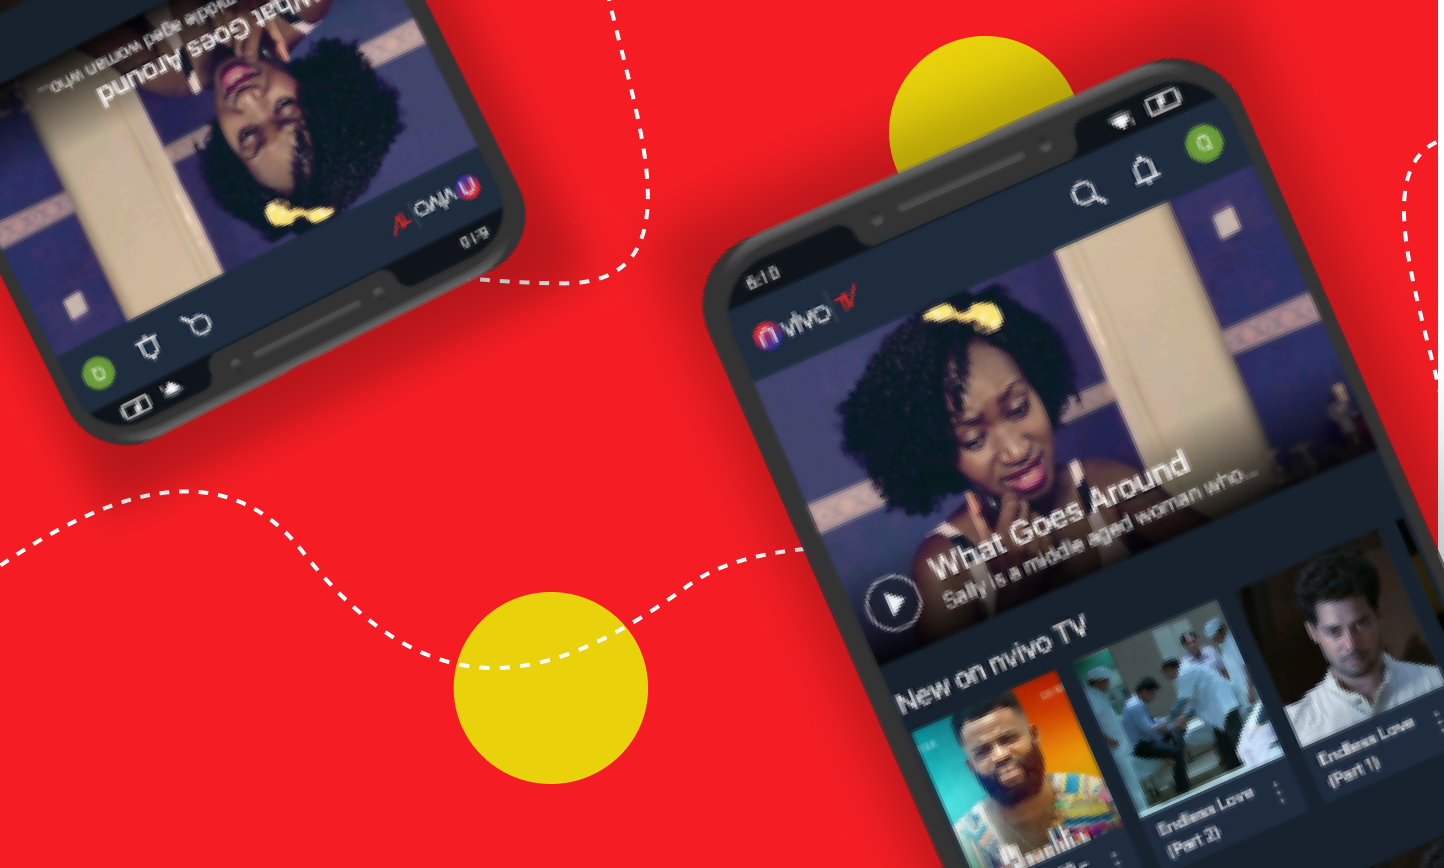 What Goes Around
middle aged woman who...
nvivo TV
6:10
6:10
nvivo TV
What Goes Around
Sally is a middle aged woman who...
New on nvivo TV
Endless Love
(Part 2)
Endless Love
(Part 1)